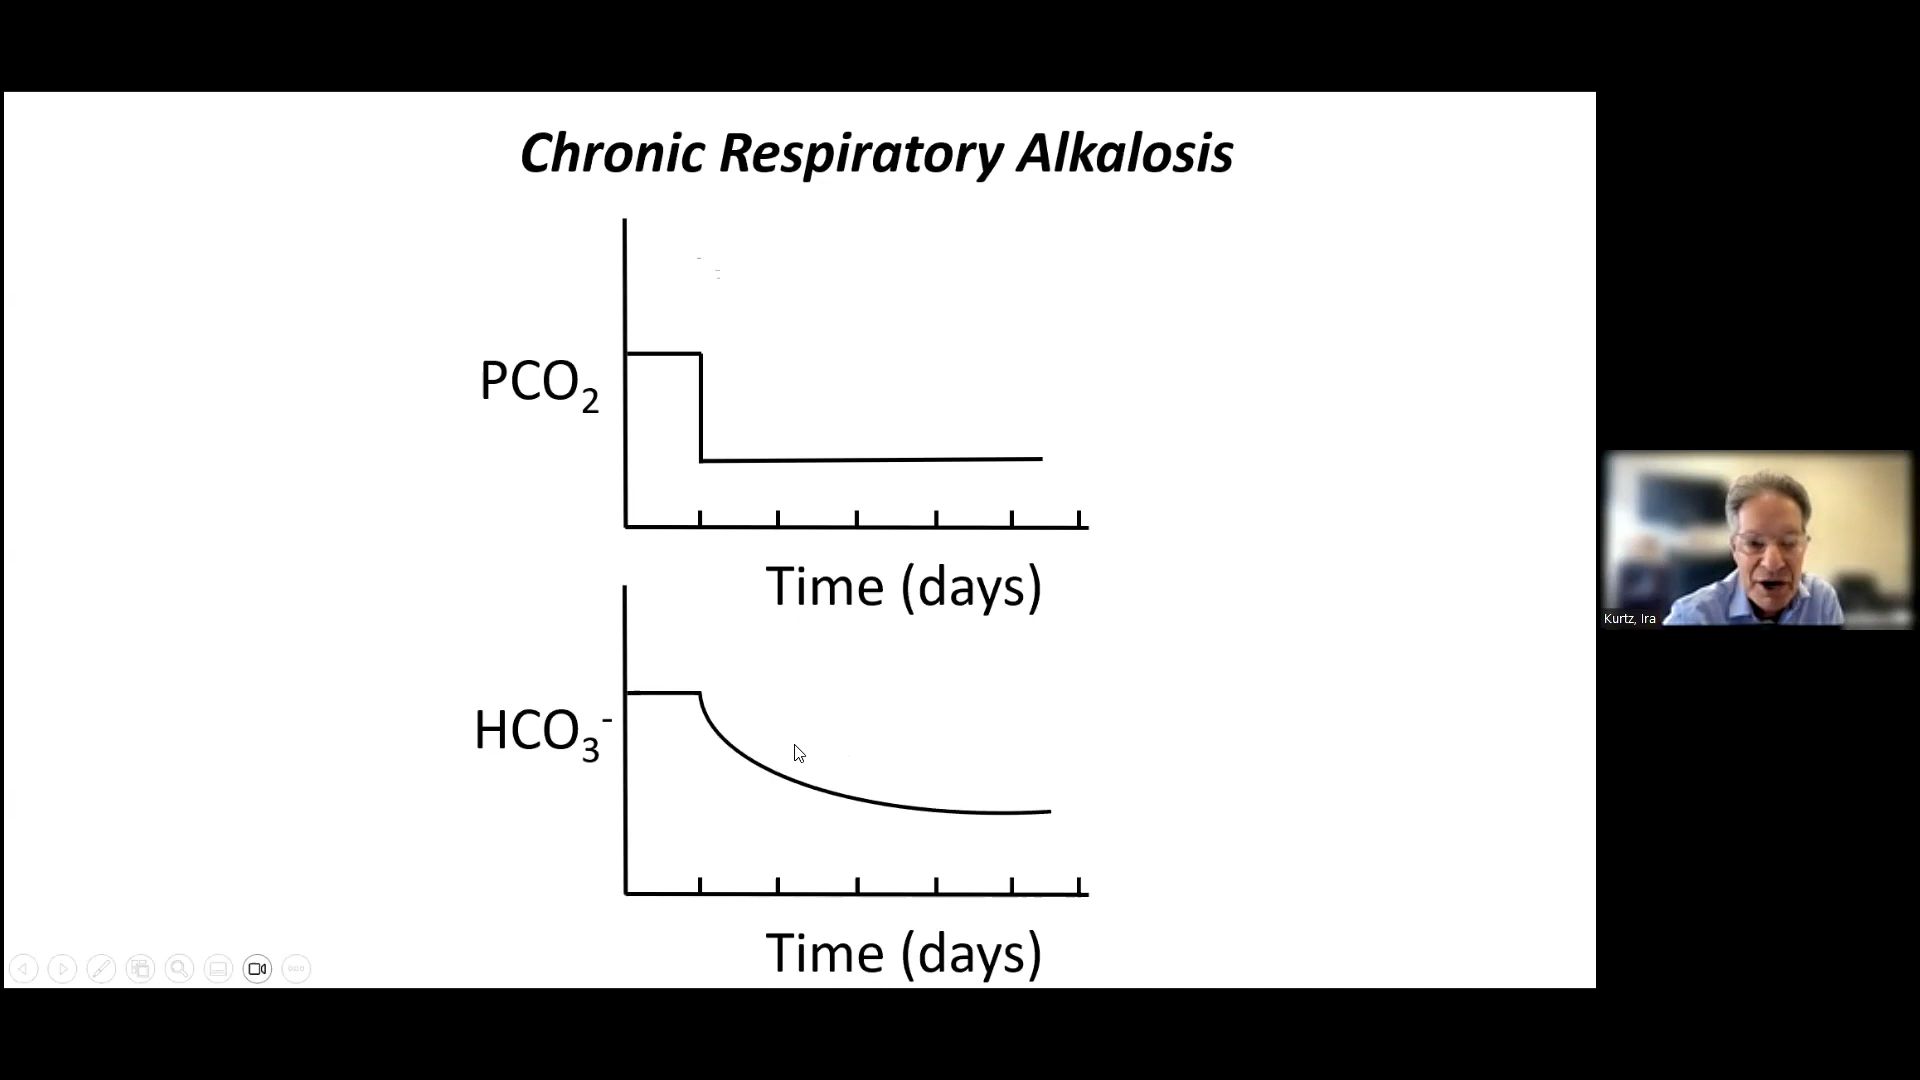 Chronic Respiratory Alkalosis
PCO₂
Time (days)
HCO₃⁻
Time (days)
Kurtz, Ira